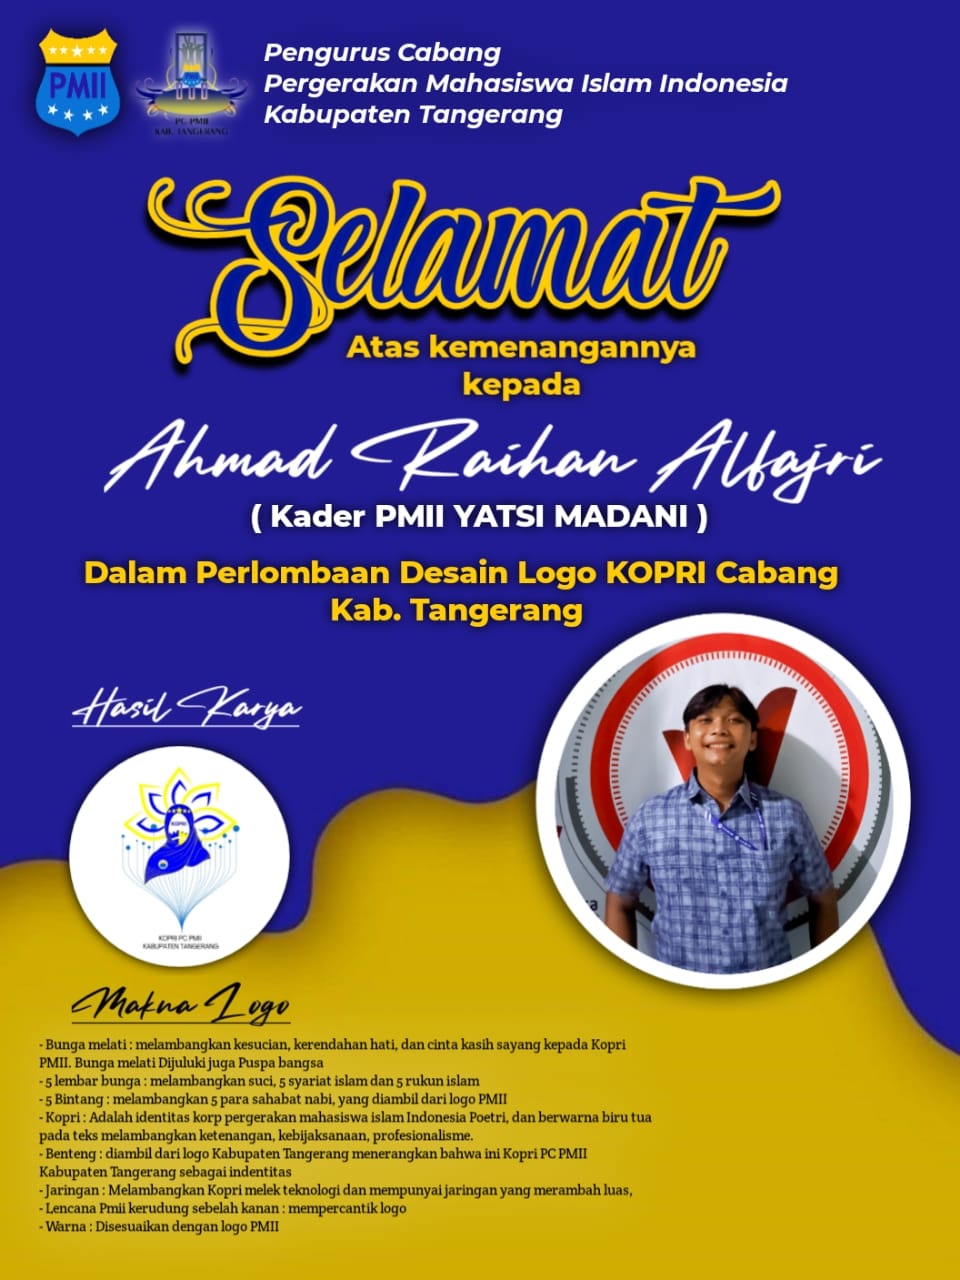 PMII
PC PMII
KAB. TANGERANG
Pengurus Cabang
Pergerakan Mahasiswa Islam Indonesia
Kabupaten Tangerang
Selamat
Atas kemenangannya
kepada
Ahmad Raihan Alfajri
( Kader PMII YATSI MADANI )
Dalam Perlombaan Desain Logo KOPRI Cabang
Kab. Tangerang
Hasil Karya
KOPRI
KOPRI PC PMII
KABUPATEN TANGERANG
Makna Logo
- Bunga melati : melambangkan kesucian, kerendahan hati, dan cinta kasih sayang kepada Kopri
PMII. Bunga melati Dijuluki juga Puspa bangsa
- 5 lembar bunga : melambangkan suci, 5 syariat islam dan 5 rukun islam
- 5 Bintang : melambangkan 5 para sahabat nabi, yang diambil dari logo PMII
- Kopri : Adalah identitas korp pergerakan mahasiswa islam Indonesia Poetri, dan berwarna biru tua
pada teks melambangkan ketenangan, kebijaksanaan, profesionalisme.
- Benteng : diambil dari logo Kabupaten Tangerang menerangkan bahwa ini Kopri PC PMII
Kabupaten Tangerang sebagai indentitas
- Jaringan : Melambangkan Kopri melek teknologi dan mempunyai jaringan yang merambah luas,
- Lencana Pmii kerudung sebelah kanan : mempercantik logo
- Warna : Disesuaikan dengan logo PMII